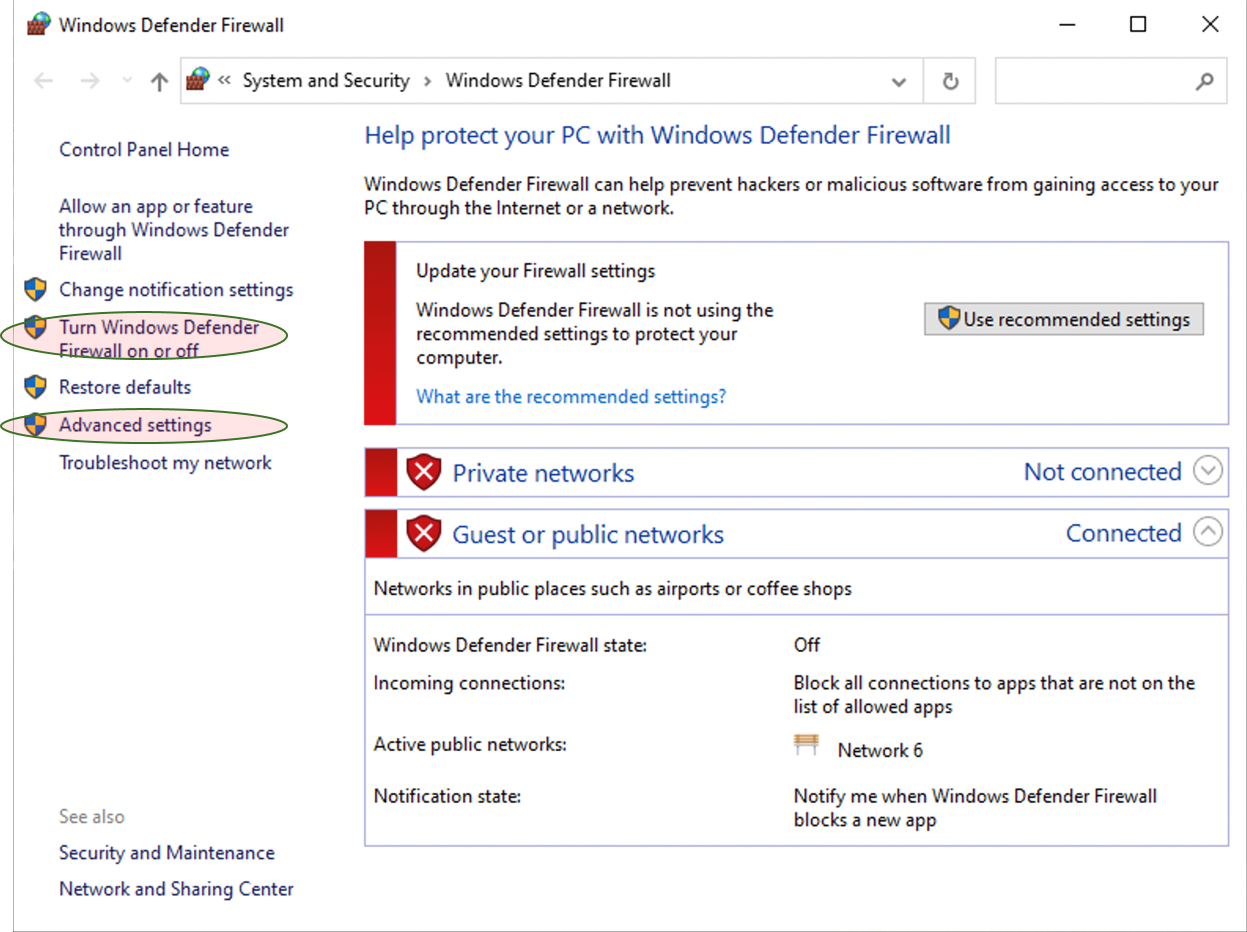 Windows Defender Firewall
« System and Security › Windows Defender Firewall
Control Panel Home
Allow an app or feature
through Windows Defender
Firewall
Change notification settings
Turn Windows Defender
Firewall on or off
Restore defaults
Advanced settings
Troubleshoot my network
See also
Security and Maintenance
Network and Sharing Center
Help protect your PC with Windows Defender Firewall
Windows Defender Firewall can help prevent hackers or malicious software from gaining access to your
PC through the Internet or a network.
Update your Firewall settings
Windows Defender Firewall is not using the
recommended settings to protect your
computer.
What are the recommended settings?
Use recommended settings
Private networks Not connected
Guest or public networks Connected
Networks in public places such as airports or coffee shops
Windows Defender Firewall state: Off
Incoming connections: Block all connections to apps that are not on the
list of allowed apps
Active public networks: Network 6
Notification state: Notify me when Windows Defender Firewall
blocks a new app